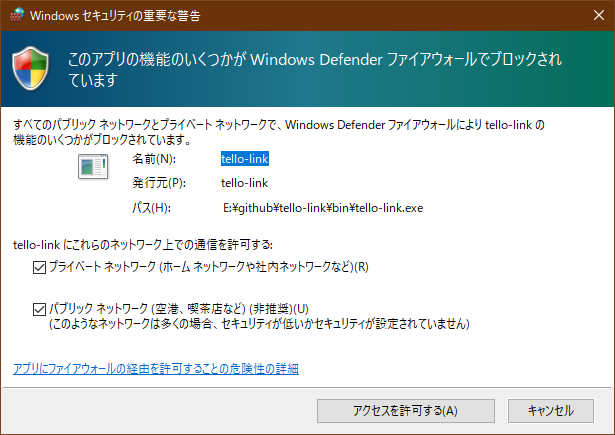 Windows セキュリティの重要な警告
このアプリの機能のいくつかが Windows Defender ファイアウォールでブロックされ
ています
すべてのパブリック ネットワークとプライベート ネットワークで、Windows Defender ファイアウォールにより tello-link の
機能のいくつかがブロックされています。
名前(N): tello-link
発行元(P): tello-link
パス(H): E:¥github¥tello-link¥bin¥tello-link.exe
tello-link にこれらのネットワーク上での通信を許可する:
プライベート ネットワーク (ホーム ネットワークや社内ネットワークなど)(R)
パブリック ネットワーク (空港、喫茶店など) (非推奨)(U)
(このようなネットワークは多くの場合、セキュリティが低いかセキュリティが設定されていません)
アプリにファイアウォールの経由を許可することの危険性の詳細
アクセスを許可する(A) キャンセル